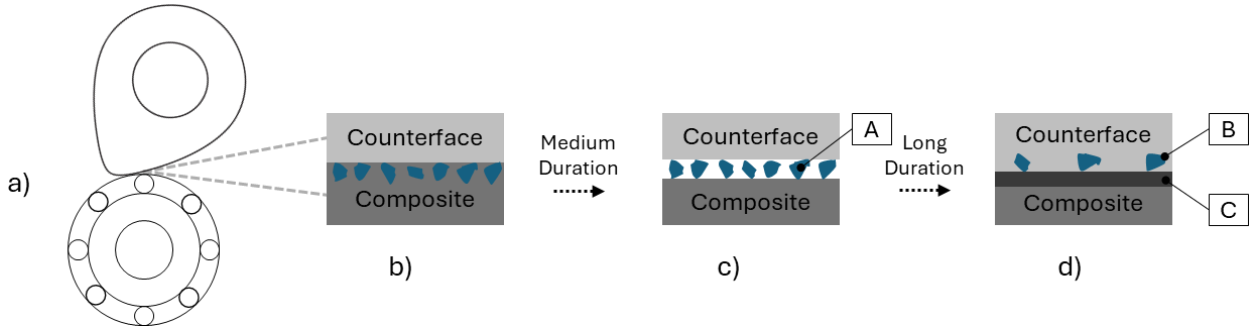 a)
Counterface
Composite
b)
Medium
Duration
Counterface
Composite
A
c)
Long
Duration
Counterface
Composite
B
C
d)